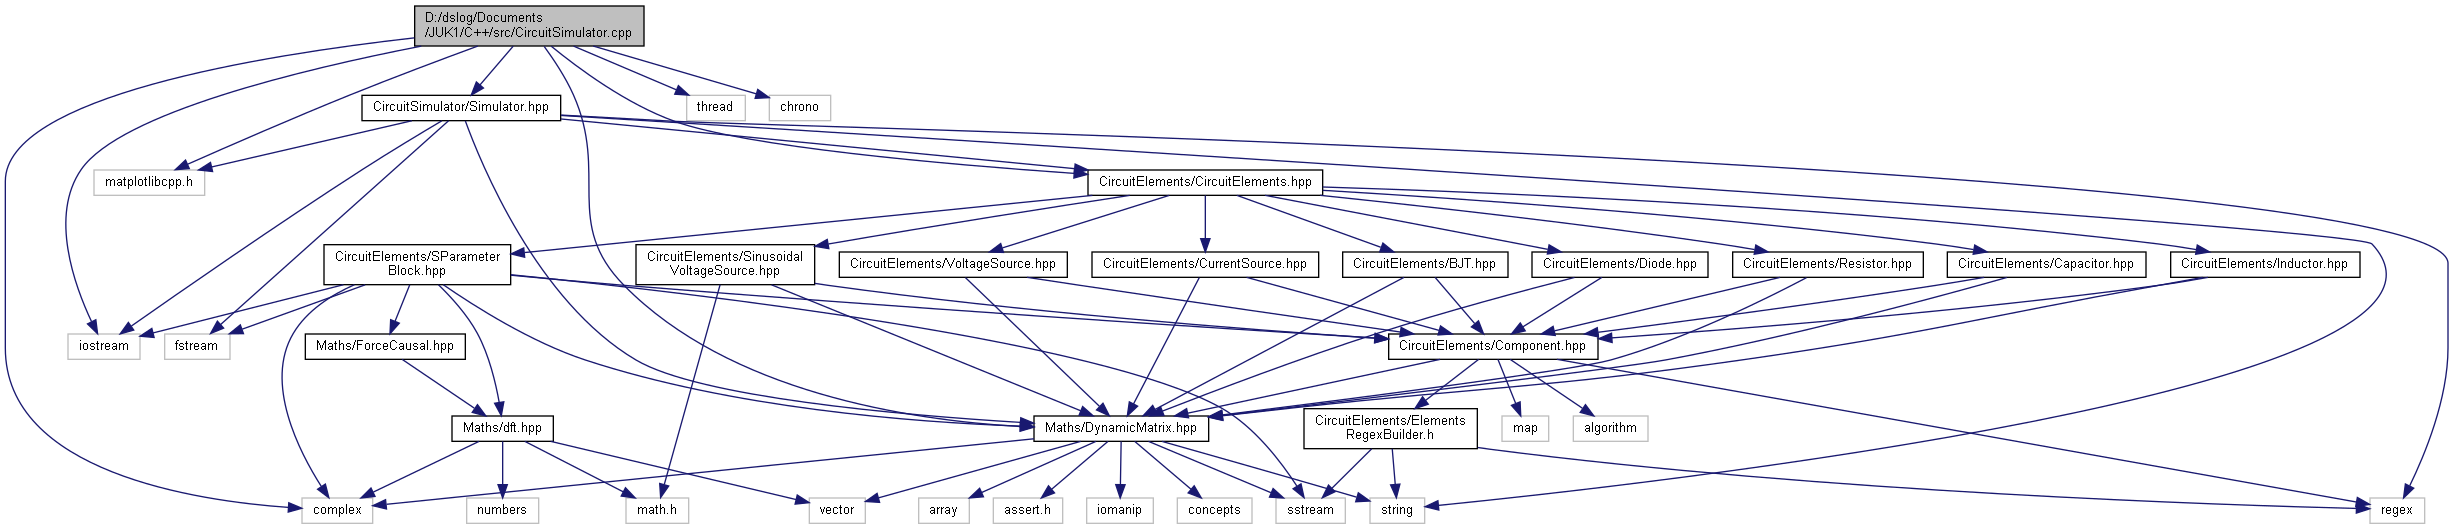 D:/dslog/Documents
/JUK1/C++/src/CircuitSimulator.cpp
CircuitSimulator/Simulator.hpp
thread
chrono
matplotlibcpp.h
CircuitElements/CircuitElements.hpp
CircuitElements/SParameter
Block.hpp
CircuitElements/Sinusoidal
VoltageSource.hpp
CircuitElements/VoltageSource.hpp
CircuitElements/CurrentSource.hpp
CircuitElements/BJT.hpp
CircuitElements/Diode.hpp
CircuitElements/Resistor.hpp
CircuitElements/Capacitor.hpp
CircuitElements/Inductor.hpp
iostream
fstream
Maths/ForceCausal.hpp
CircuitElements/Component.hpp
Maths/dft.hpp
Maths/DynamicMatrix.hpp
CircuitElements/Elements
RegexBuilder.h
map
algorithm
complex
numbers
math.h
vector
array
assert.h
iomanip
concepts
sstream
string
regex